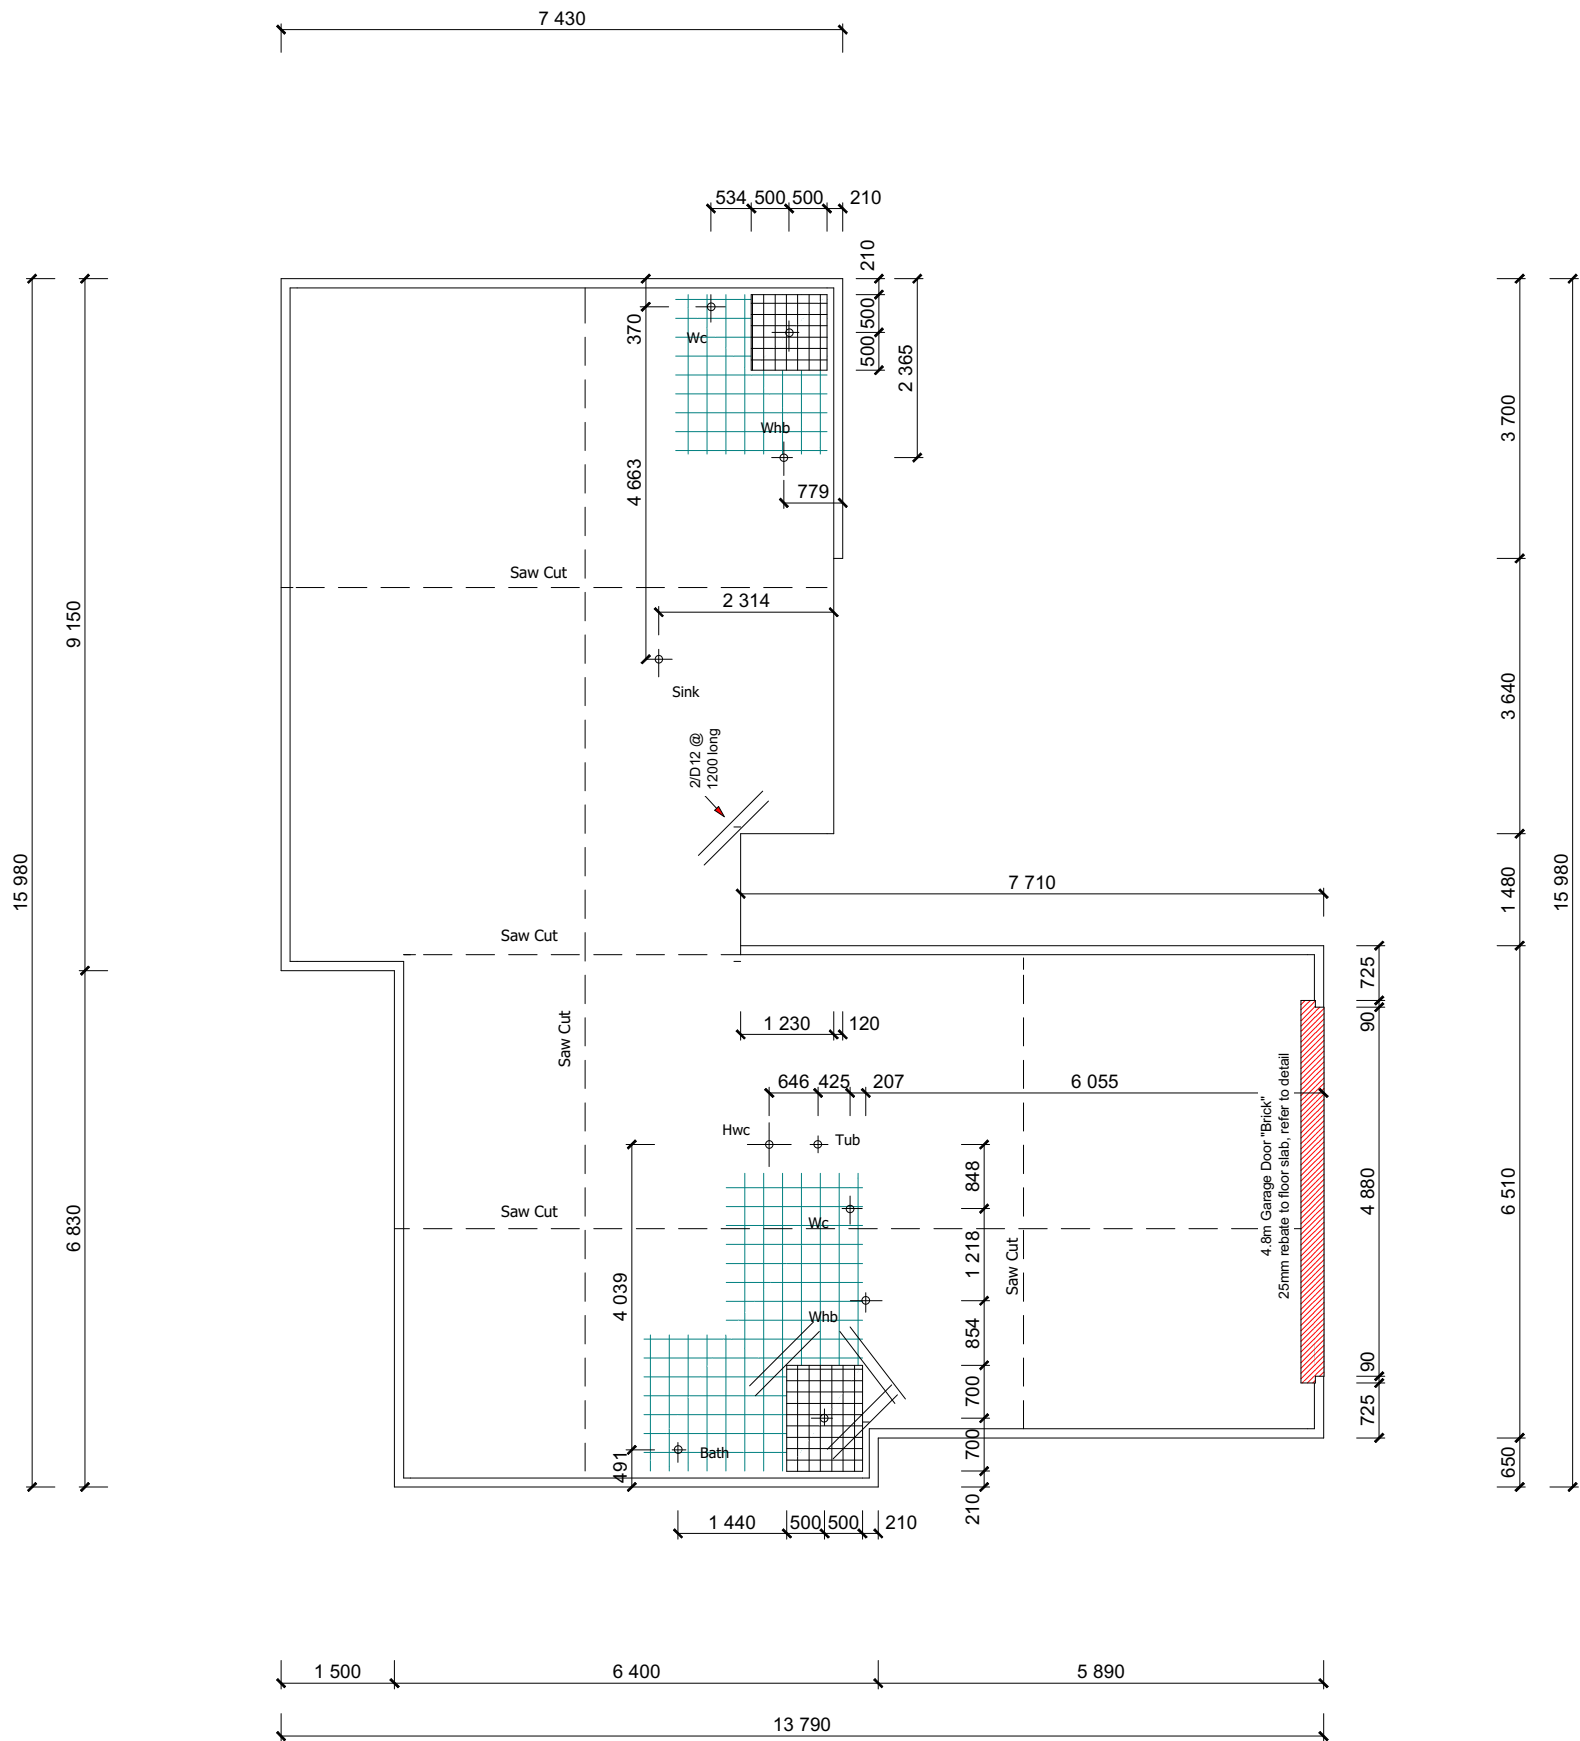 7 430
534 500 500 210
210
500
500
2 365
370
Wc
Whb
4 663
779
3 700
Saw Cut
2 314
9 150
Sink
3 640
2/D12 @
1200 long
15 980
15 980
7 710
1 480
Saw Cut
725
90
Saw Cut
1 230 120
646 425 207 6 055
Hwc
Tub
848
4.8m Garage Door "Brick"
25mm rebate to floor slab, refer to detail
4 880
6 510
Saw Cut
Wc
6 830
1 218
Saw Cut
4 039
Whb
854
90
700
725
Bath
491
700
650
210
1 440 500 500 210
1 500 6 400 5 890
13 790